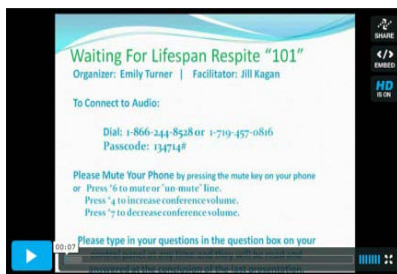 Waiting For Lifespan Respite "101"
Organizer: Emily Turner | Facilitator: Jill Kagan
To Connect to Audio:
Dial: 1-866-244-8528 or 1-719-457-0816
Passcode: 134714#
Please Mute Your Phone by pressing the mute key on your phone
or Press *6 to mute or "un-mute" line.
Press *4 to increase conference volume.
Press *7 to decrease conference volume.
Please type in your questions in the question box on your
SHARE
</>
EMBED
HD
IS ON
00:07